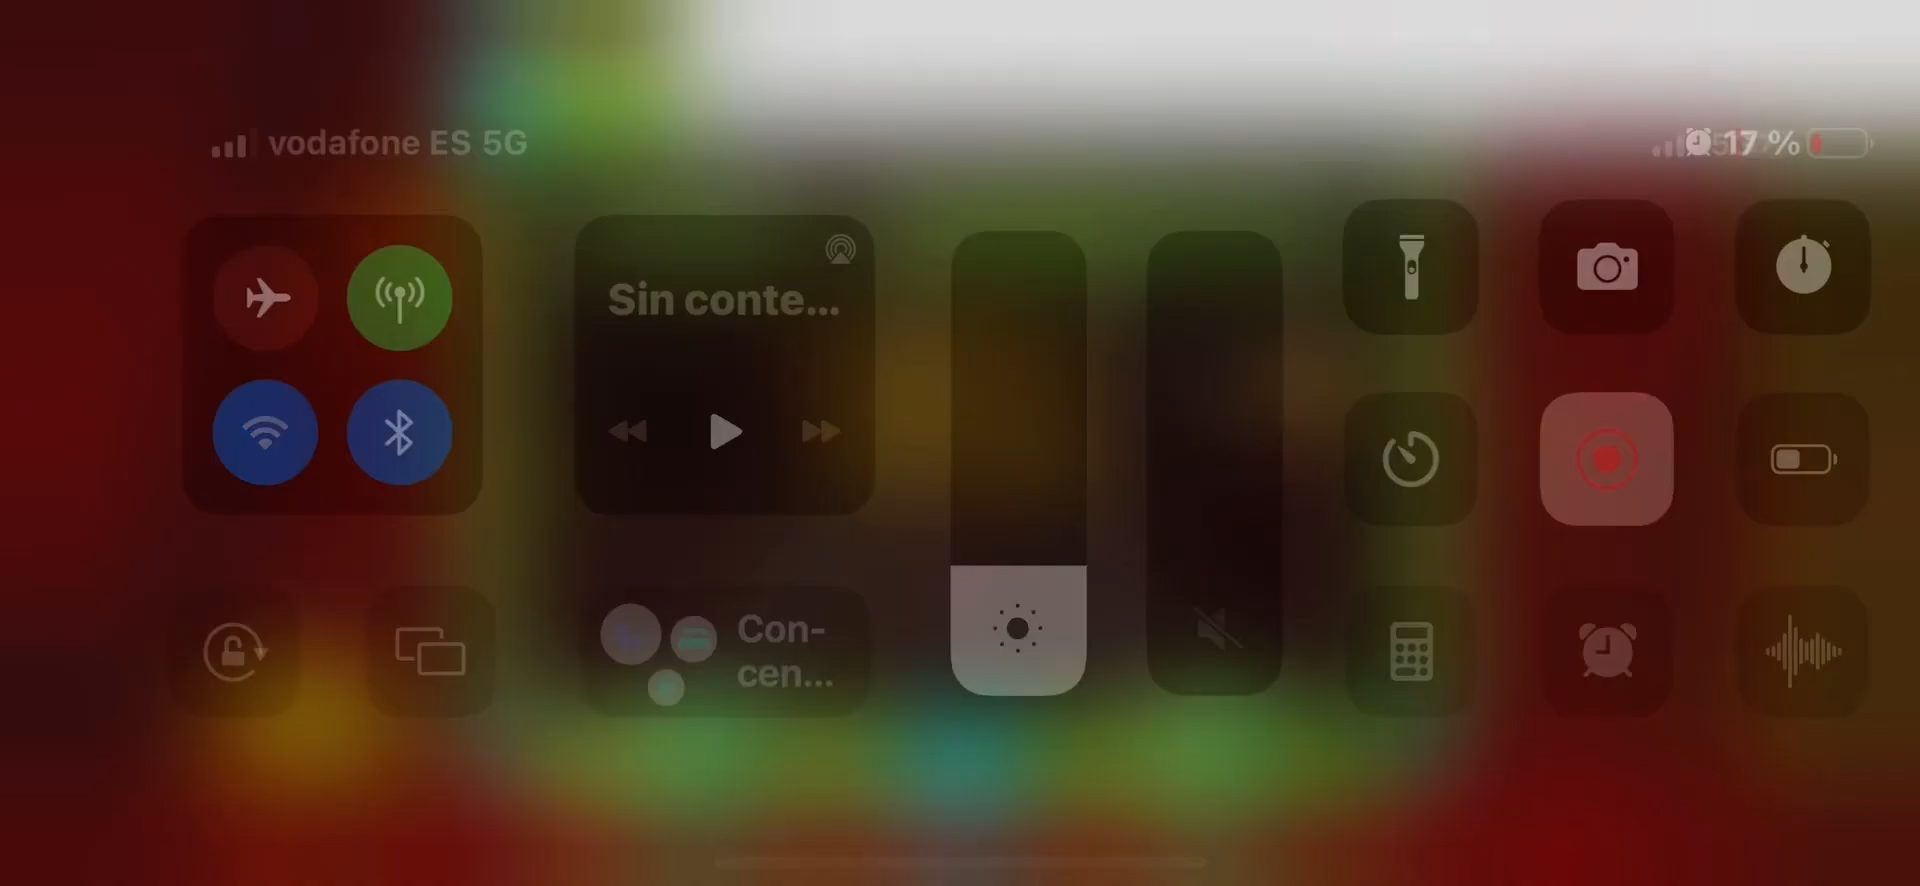 vodafone ES 5G
17 %
Sin conte...
Con-
cen...